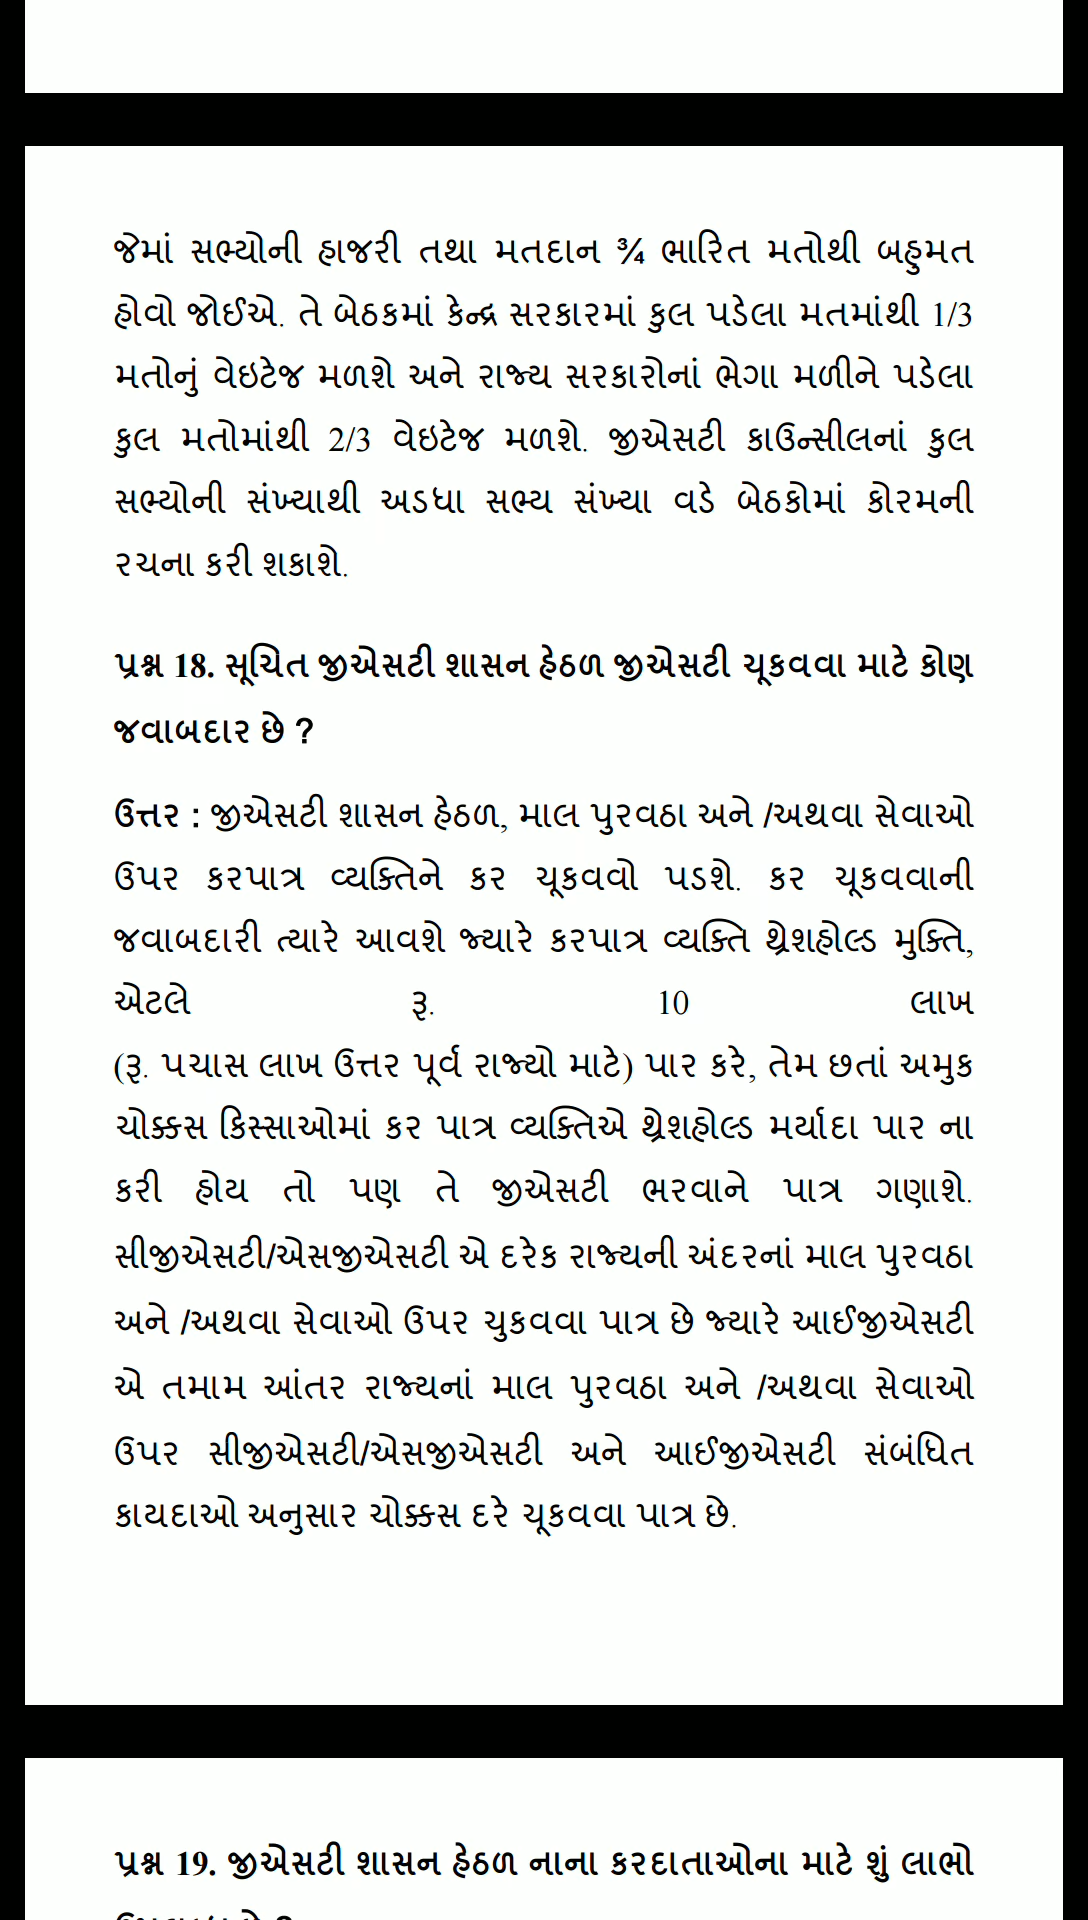 જેમાં સભ્યોની હાજરી તથા મતદાન ¾ ભારિત મતોથી બહુમત
હોવો જોઈએ. તે બેઠકમાં કેન્દ્ર સરકારમાં કુલ પડેલા મતમાંથી 1/3
મતોનું વેઇટેજ મળશે અને રાજ્ય સરકારોનાં ભેગા મળીને પડેલા
કુલ મતોમાંથી 2/3 વેઇટેજ મળશે. જીએસટી કાઉન્સીલનાં કુલ
સભ્યોની સંખ્યાથી અડધા સભ્ય સંખ્યા વડે બેઠકોમાં કોરમની
રચના કરી શકાશે.
પ્રશ્ન 18. સૂચિત જીએસટી શાસન હેઠળ જીએસટી ચૂકવવા માટે કોણ
જવાબદાર છે ?
ઉત્તર : જીએસટી શાસન હેઠળ, માલ પુરવઠા અને /અથવા સેવાઓ
ઉપર કરપાત્ર વ્યક્તિને કર ચૂકવવો પડશે. કર ચૂકવવાની
જવાબદારી ત્યારે આવશે જ્યારે કરપાત્ર વ્યક્તિ થ્રેશહોલ્ડ મુક્તિ,
એટલે રૂ. 10 લાખ
(રૂ. પચાસ લાખ ઉત્તર પૂર્વ રાજ્યો માટે) પાર કરે, તેમ છતાં અમુક
ચોક્કસ કિસ્સાઓમાં કર પાત્ર વ્યક્તિએ થ્રેશહોલ્ડ મર્યાદા પાર ના
કરી હોય તો પણ તે જીએસટી ભરવાને પાત્ર ગણાશે.
સીજીએસટી/એસજીએસટી એ દરેક રાજ્યની અંદરનાં માલ પુરવઠા
અને /અથવા સેવાઓ ઉપર ચુકવવા પાત્ર છે જ્યારે આઈજીએસટી
એ તમામ આંતર રાજ્યનાં માલ પુરવઠા અને /અથવા સેવાઓ
ઉપર સીજીએસટી/એસજીએસટી અને આઈજીએસટી સંબંધિત
કાયદાઓ અનુસાર ચોક્કસ દરે ચૂકવવા પાત્ર છે.
પ્રશ્ન 19. જીએસટી શાસન હેઠળ નાના કરદાતાઓના માટે શું લાભો